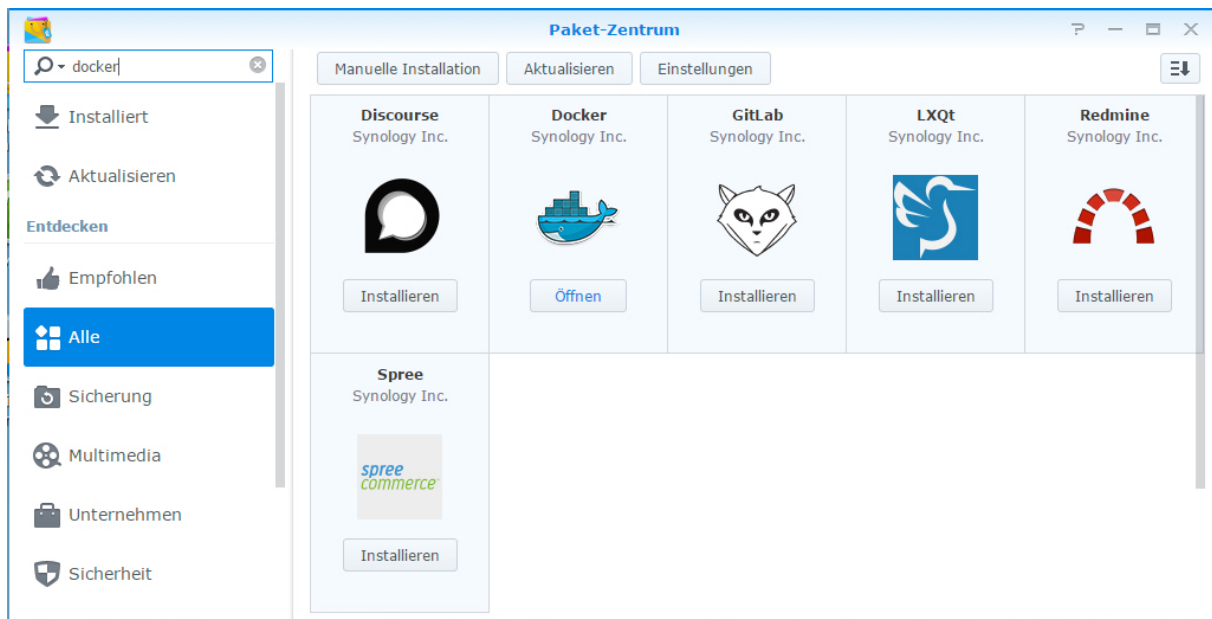 Paket-Zentrum
docker
Manuelle Installation
Aktualisieren
Einstellungen
Installiert
Aktualisieren
Entdecken
Empfohlen
Alle
Sicherung
Multimedia
Unternehmen
Sicherheit
Discourse
Synology Inc.
Installieren
Docker
Synology Inc.
Öffnen
GitLab
Synology Inc.
Installieren
LXQt
Synology Inc.
Installieren
Redmine
Synology Inc.
Installieren
Spree
Synology Inc.
spree
commerce
Installieren